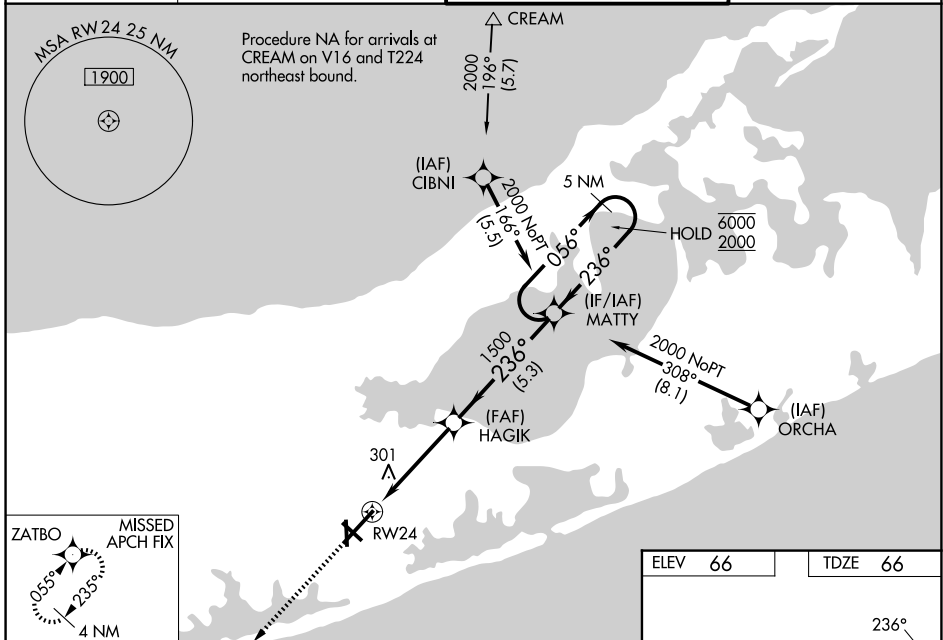 MSA RW24 25 NM
1900
Procedure NA for arrivals at
CREAM on V16 and T224
northeast bound.
CREAM
2000
196°
(5.7)
(IAF)
CIBNI
2000 NoPT
166°
(5.5)
5 NM
056°
236°
HOLD
6000
2000
(IF/IAF)
MATTY
1500
236°
(5.3)
2000 NoPT
308°
(8.1)
(IAF)
ORCHA
(FAF)
HAGIK
301
RW24
ZATBO
MISSED
APCH FIX
055°
235°
4 NM
ELEV 66
TDZE 66
236°